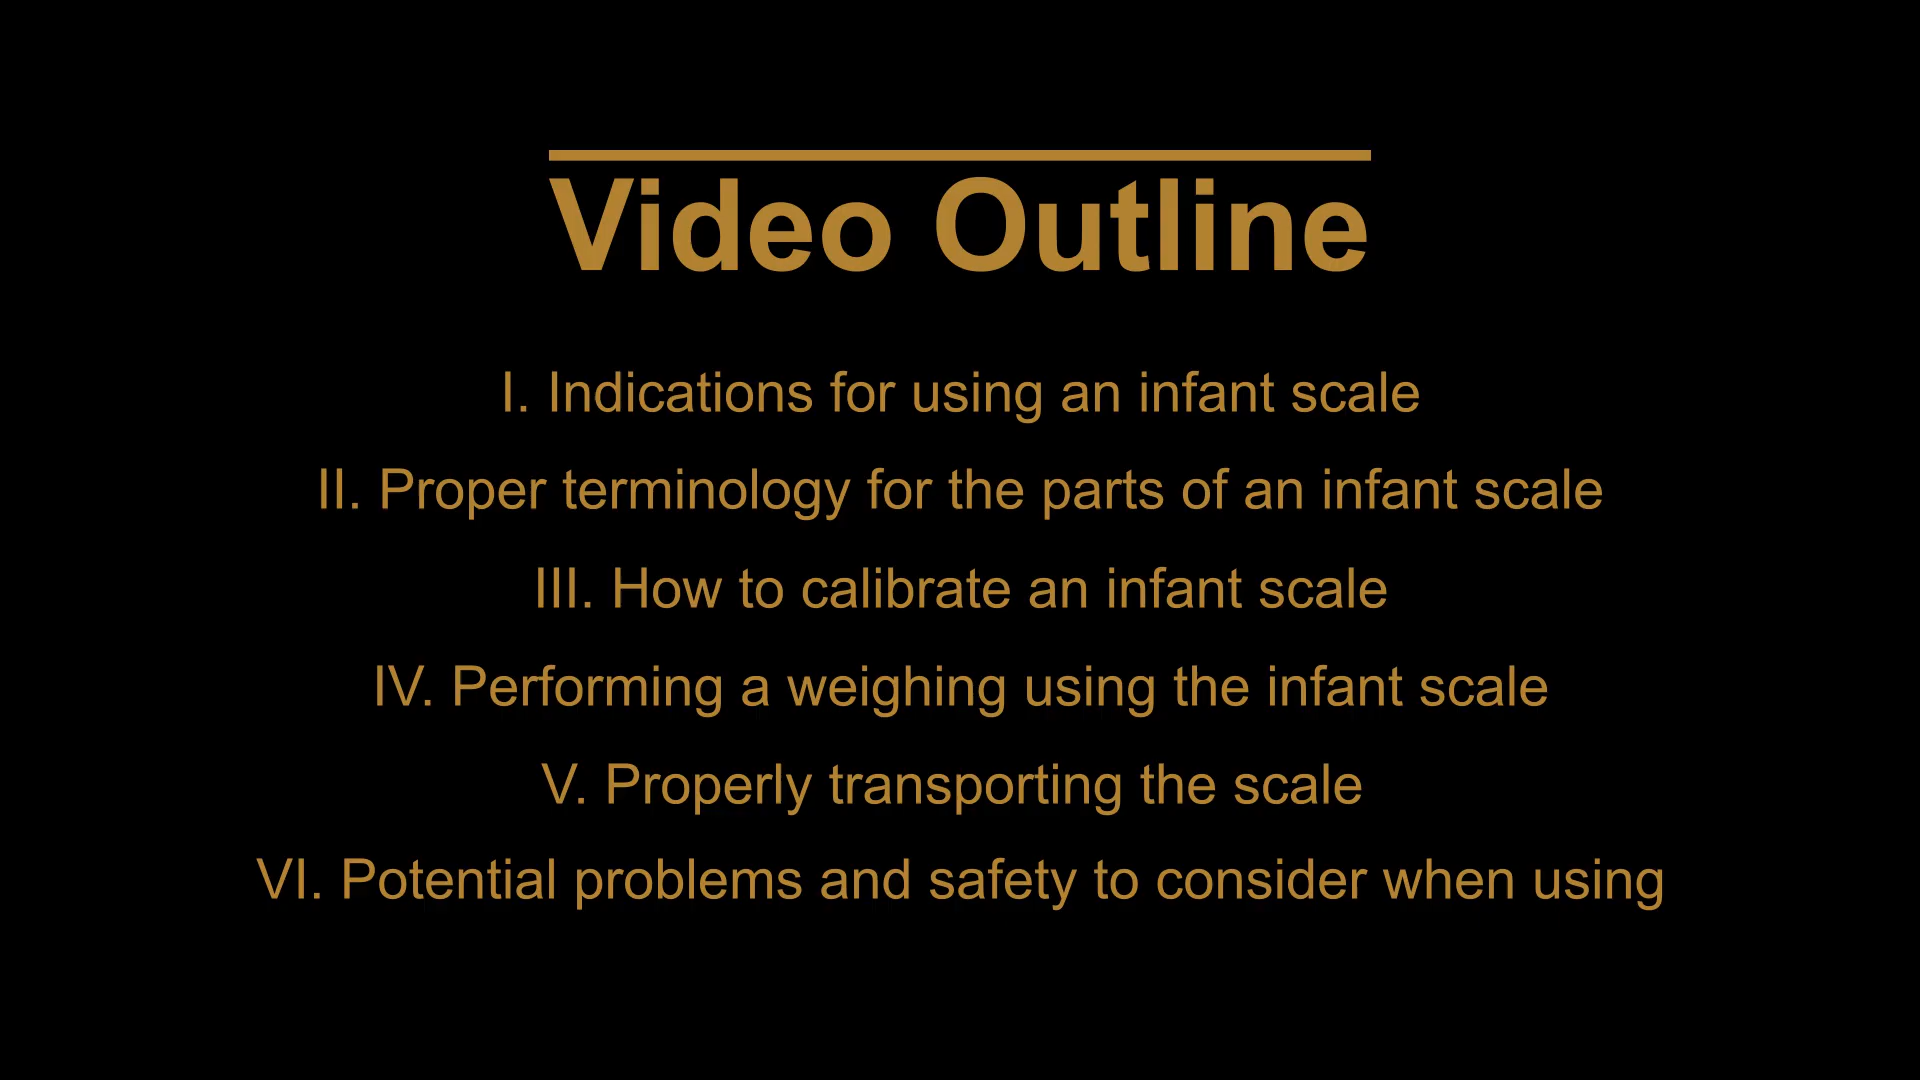 Video Outline
I. Indications for using an infant scale
II. Proper terminology for the parts of an infant scale
III. How to calibrate an infant scale
IV. Performing a weighing using the infant scale
V. Properly transporting the scale
VI. Potential problems and safety to consider when using